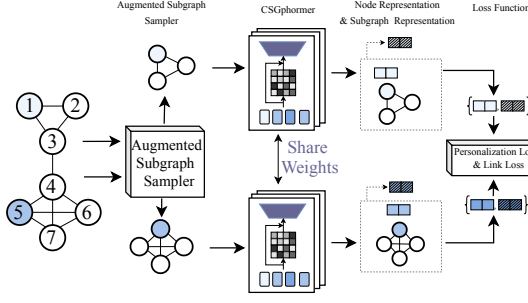 Augmented Subgraph
Sampler
CSGphormer
Node Representation
& Subgraph Representation
Loss Function
1
2
3
4
5
6
7
Augmented
Subgraph
Sampler
Share
Weights
Personalization Lo
& Link Loss